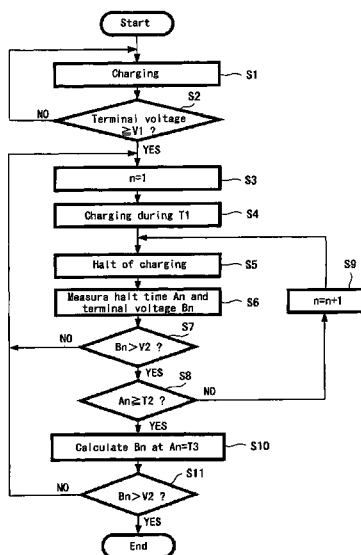 Start
Charging
S1
S2
Terminal voltage
≧V1 ?
NO
YES
n=1
S3
Charging during T1
S4
Halt of charging
S5
S9
n=n+1
Measure halt time An and
terminal voltage Bn
S6
S7
NO
Bn>V2 ?
YES
S8
An≧T2 ?
NO
YES
Calculate Bn at An=T3
S10
S11
NO
Bn>V2 ?
YES
End